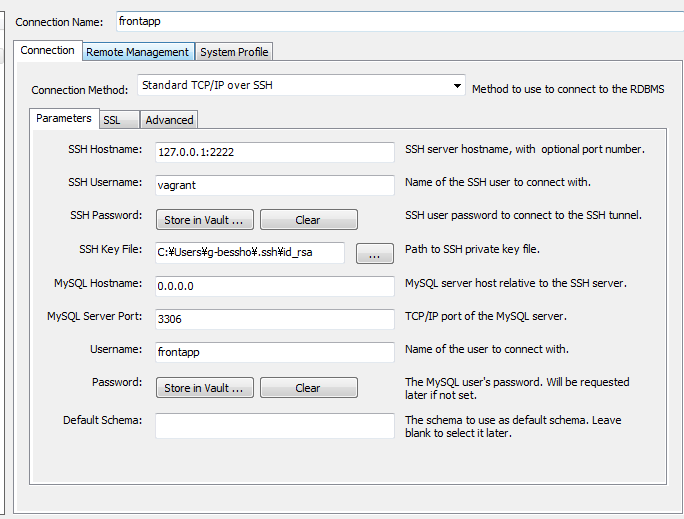 Connection Name: frontapp
Connection Remote Management System Profile
Connection Method: Standard TCP/IP over SSH Method to use to connect to the RDBMS
Parameters SSL Advanced
SSH Hostname: 127.0.0.1:2222 SSH server hostname, with optional port number.
SSH Username: vagrant Name of the SSH user to connect with.
SSH Password: Store in Vault ... Clear SSH user password to connect to the SSH tunnel.
SSH Key File: C:¥Users¥g-bessho¥.ssh¥id_rsa ... Path to SSH private key file.
MySQL Hostname: 0.0.0.0 MySQL server host relative to the SSH server.
MySQL Server Port: 3306 TCP/IP port of the MySQL server.
Username: frontapp Name of the user to connect with.
Password: Store in Vault ... Clear The MySQL user's password. Will be requested
later if not set.
Default Schema: The schema to use as default schema. Leave
blank to select it later.